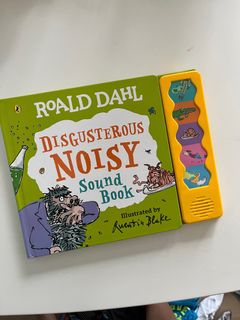 ROALD DAHL
DISGUSTEROUS
NOISY
Sound
Book
Illustrated by
Quentin Blake